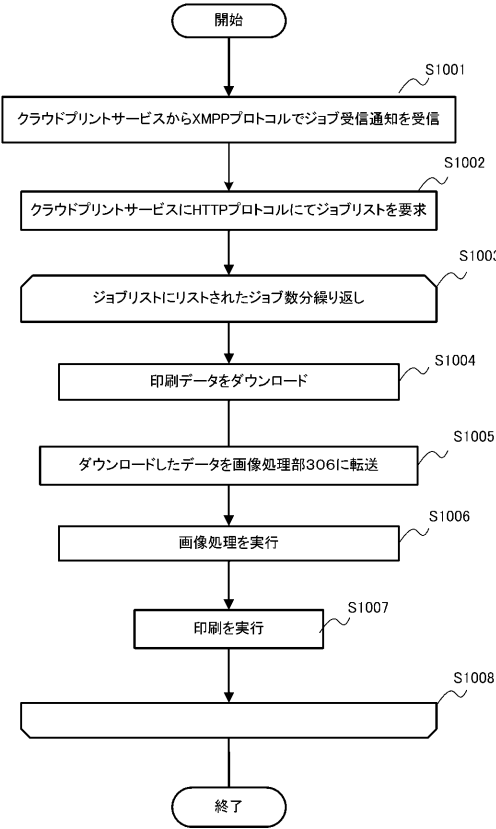 開始
S1001
クラウドプリントサービスからXMPPプロトコルでジョブ受信通知を受信
S1002
クラウドプリントサービスにHTTPプロトコルにてジョブリストを要求
S1003
ジョブリストにリストされたジョブ数分繰り返し
S1004
印刷データをダウンロード
S1005
ダウンロードしたデータを画像処理部306に転送
S1006
画像処理を実行
S1007
印刷を実行
S1008
終了